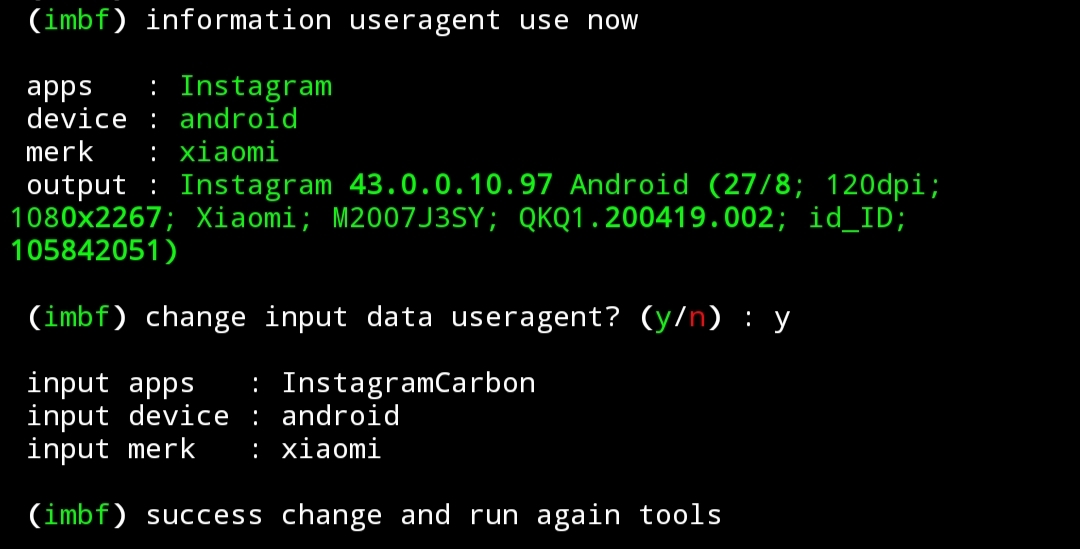 (imbf) information useragent use now
apps : Instagram
device : android
merk : xiaomi
output : Instagram 43.0.0.10.97 Android (27/8; 120dpi;
1080x2267; Xiaomi; M2007J3SY; QKQ1.200419.002; id_ID;
105842051)
(imbf) change input data useragent? (y/n) : y
input apps : InstagramCarbon
input device : android
input merk : xiaomi
(imbf) success change and run again tools